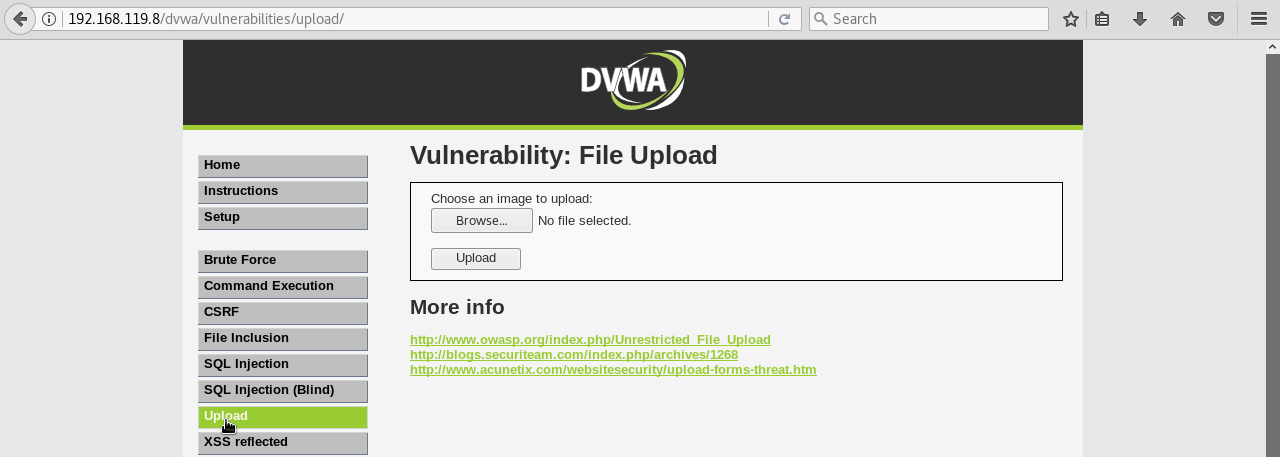 192.168.119.8/dvwa/vulnerabilities/upload/
Search
DVWA
Home
Instructions
Setup
Brute Force
Command Execution
CSRF
File Inclusion
SQL Injection
SQL Injection (Blind)
Upload
XSS reflected
Vulnerability: File Upload
Choose an image to upload:
Browse... No file selected.
Upload
More info
http://www.owasp.org/index.php/Unrestricted_File_Upload
http://blogs.securiteam.com/index.php/archives/1268
http://www.acunetix.com/websitesecurity/upload-forms-threat.htm